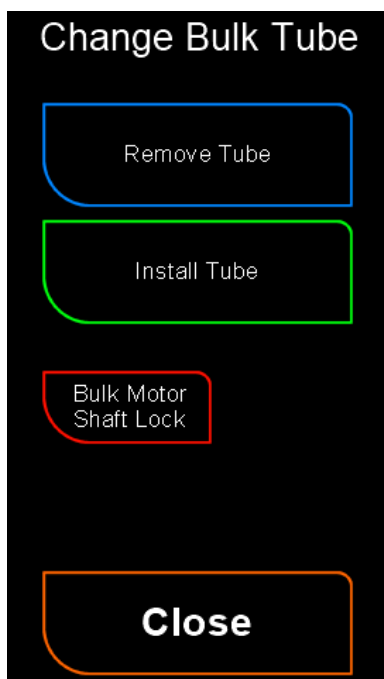 Change Bulk Tube
Remove Tube
Install Tube
Bulk Motor
Shaft Lock
Close